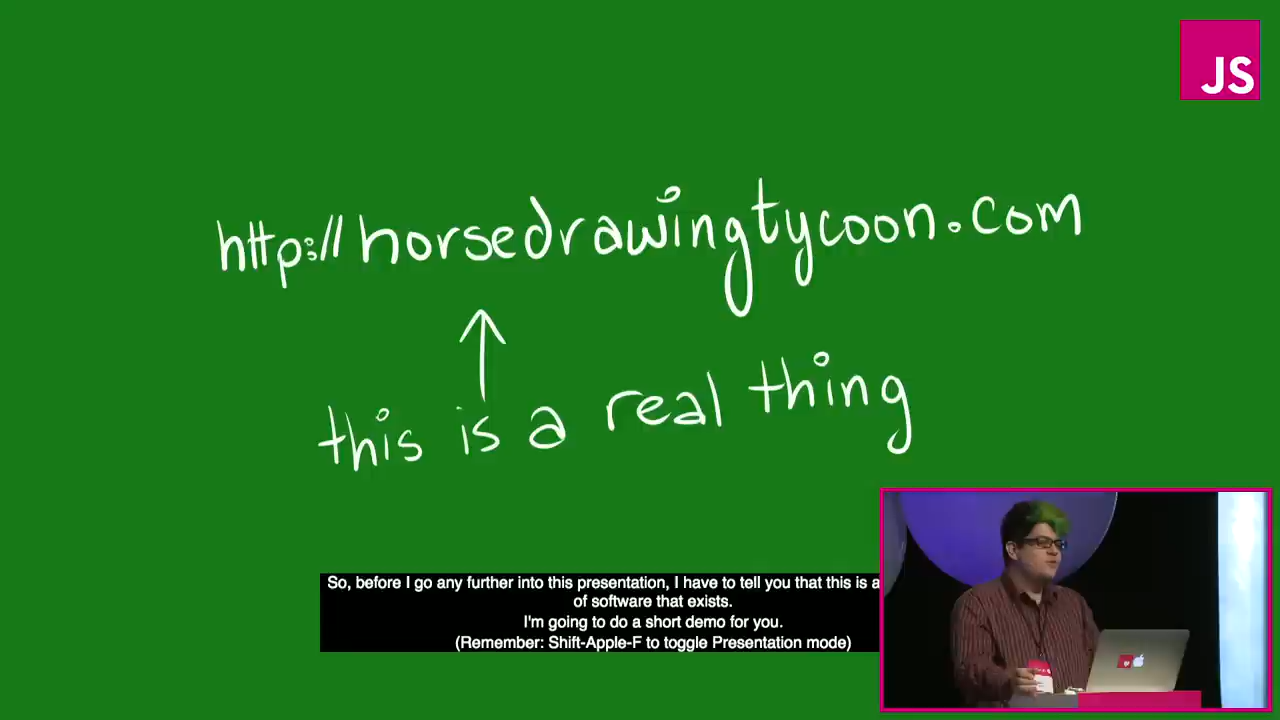 JS
http://horsedrawingtycoon.com
this is a real thing
So, before I go any further into this presentation, I have to tell you that this is a
of software that exists.
I'm going to do a short demo for you.
(Remember: Shift-Apple-F to toggle Presentation mode)